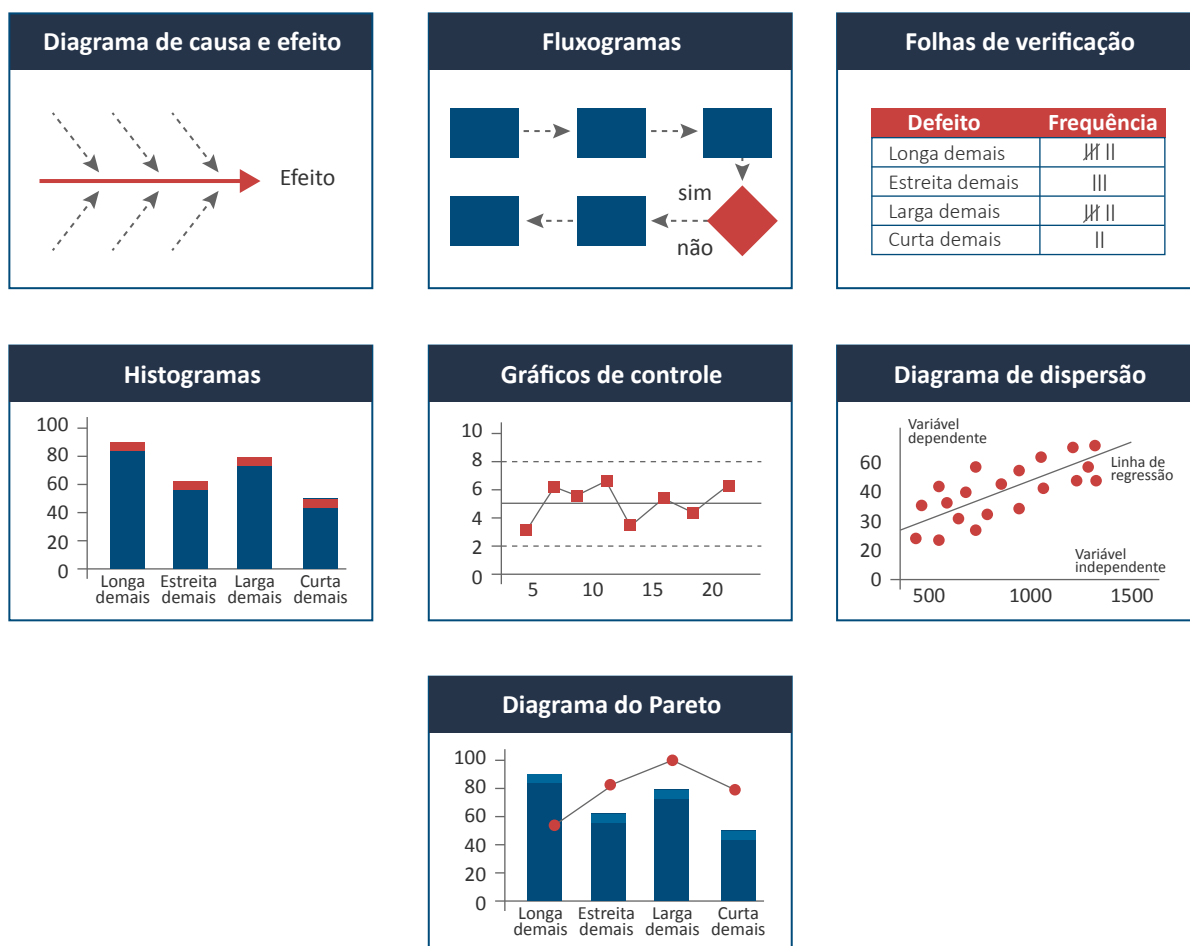 Diagrama de causa e efeito
Efeito
Fluxogramas
sim
não
Folhas de verificação
Defeito Frequência
Longa demais
Estreita demais
Larga demais
Curta demais
Histogramas
100
80
60
40
20
0
Longa demais
Estreita demais
Larga demais
Curta demais
Gráficos de controle
10
8
6
4
2
0
5 10 15 20
Diagrama de dispersão
Variável
dependente
60
40
30
20
0
Linha de
regressão
Variável
independente
500 1000 1500
Diagrama do Pareto
100
80
60
40
20
0
Longa demais
Estreita demais
Larga demais
Curta demais